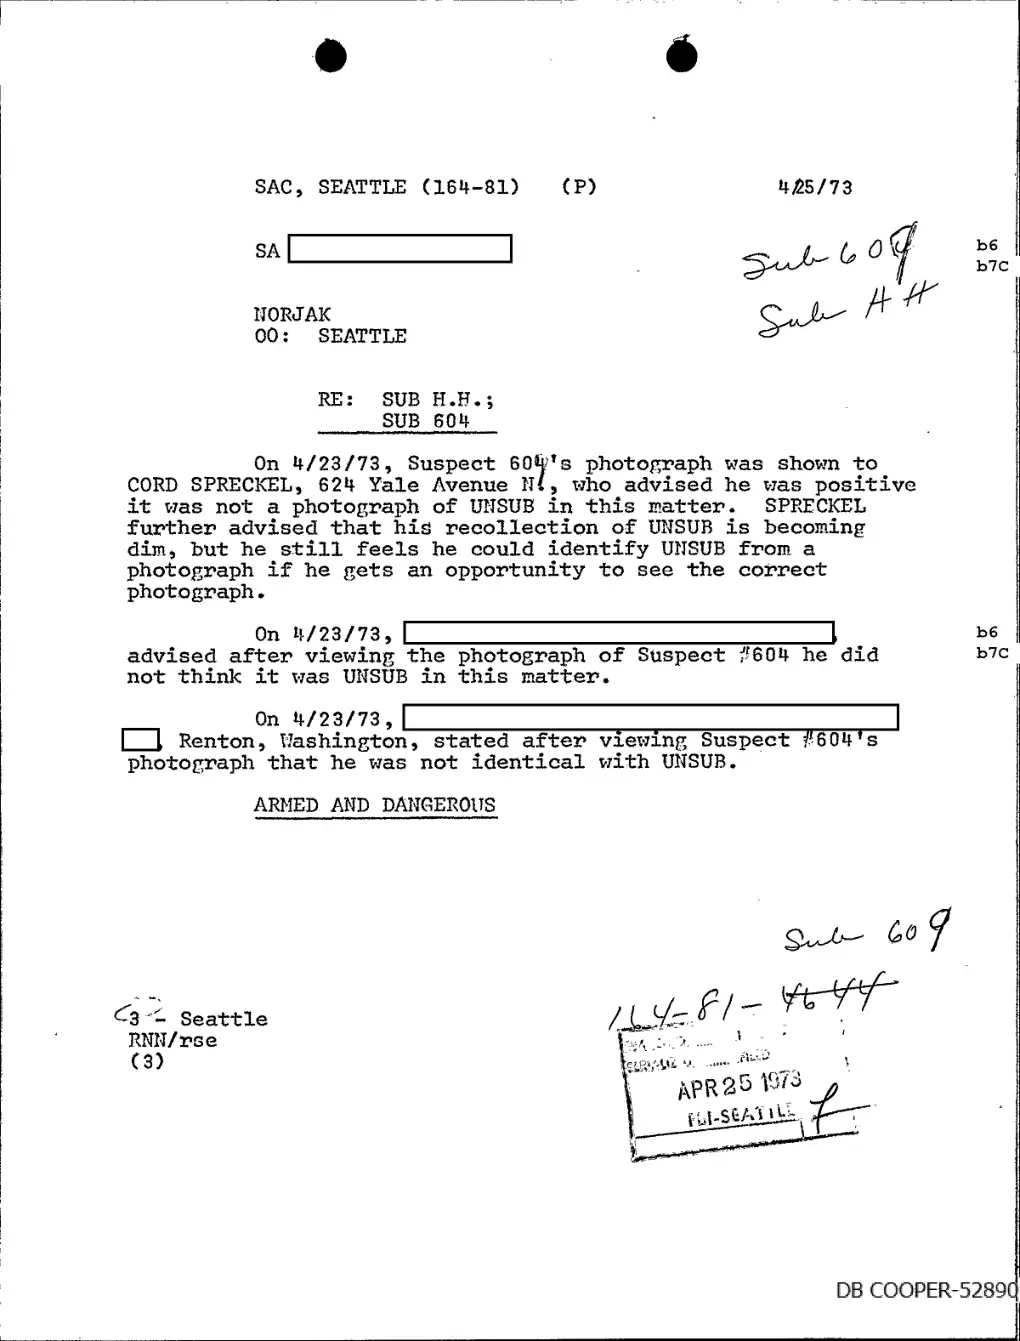 SAC, SEATTLE (164-81) (P) 4/25/73
SA
b6
b7C
Sub 604
Sub HH
NORJAK
OO: SEATTLE
RE: SUB H.H.;
SUB 604
On 4/23/73, Suspect 604's photograph was shown to
CORD SPRECKEL, 624 Yale Avenue N., who advised he was positive
it was not a photograph of UNSUB in this matter. SPRECKEL
further advised that his recollection of UNSUB is becoming
dim, but he still feels he could identify UNSUB from a
photograph if he gets an opportunity to see the correct
photograph.
On 4/23/73,
b6
advised after viewing the photograph of Suspect #604 he did
b7C
not think it was UNSUB in this matter.
On 4/23/73,
Renton, Washington, stated after viewing Suspect #604's
photograph that he was not identical with UNSUB.
ARMED AND DANGEROUS
Sub 609
164-81-4644
3 - Seattle
RNN/rse
(3)
APR 25 1973
FBI-SEATTLE
DB COOPER-52890